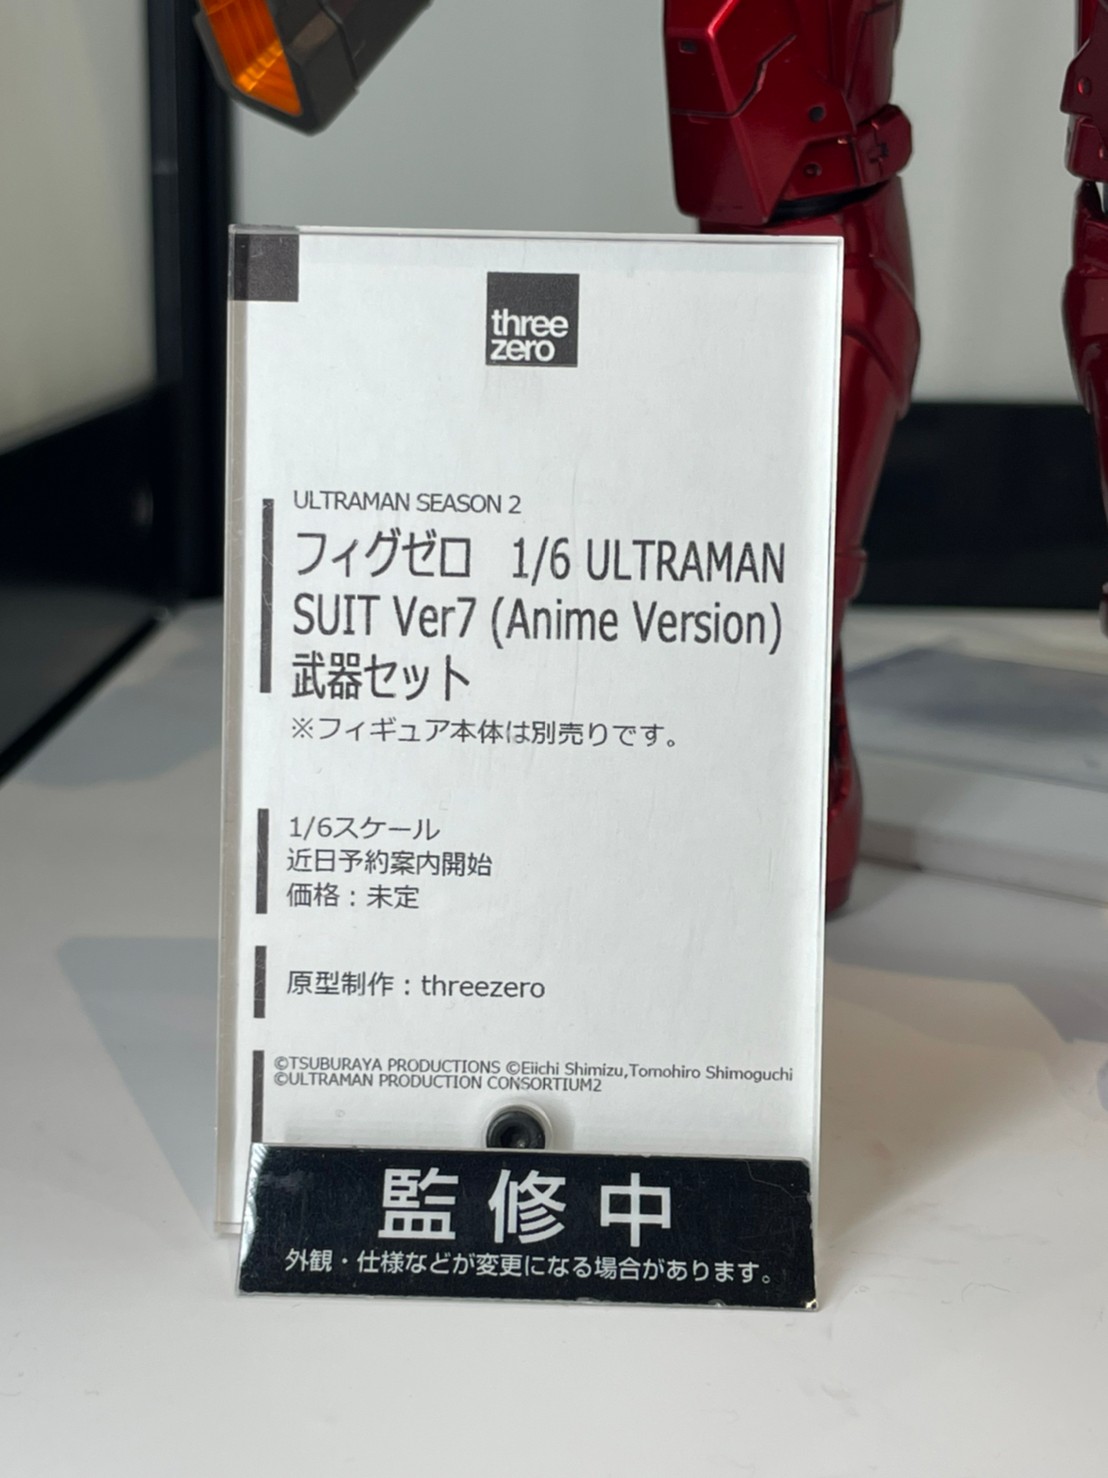 three
zero
ULTRAMAN SEASON 2
フィグゼロ 1/6 ULTRAMAN
SUIT Ver7 (Anime Version)
武器セット
※フィギュア本体は別売りです。
1/6スケール
近日予約案内開始
価格：未定
原型制作：threezero
©TSUBURAYA PRODUCTIONS ©Eiichi Shimizu,Tomohiro Shimoguchi
©ULTRAMAN PRODUCTION CONSORTIUM2
監修中
外観・仕様などが変更になる場合があります。